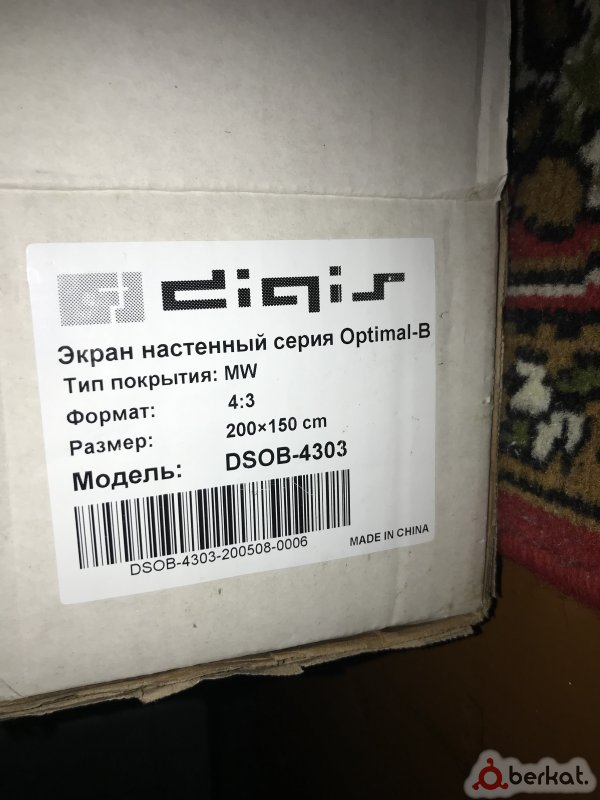 digis
Экран настенный серия Optimal-B
Тип покрытия: MW
Формат: 4:3
Размер: 200×150 cm
Модель: DSOB-4303
DSOB-4303-200508-0006
MADE IN CHINA
berkat.